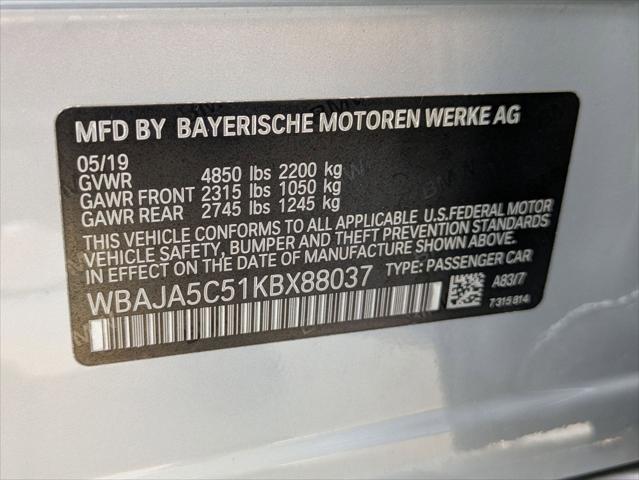 MFD BY BAYERISCHE MOTOREN WERKE AG
05/19
GVWR 4850 lbs 2200 kg
GAWR FRONT 2315 lbs 1050 kg
GAWR REAR 2745 lbs 1245 kg
THIS VEHICLE CONFORMS TO ALL APPLICABLE U.S.FEDERAL MOTOR
VEHICLE SAFETY, BUMPER AND THEFT PREVENTION STANDARDS
IN EFFECT ON THE DATE OF MANUFACTURE SHOWN ABOVE.
WBAJA5C51KBX88037 TYPE: PASSENGER CAR
A83/7
7315814